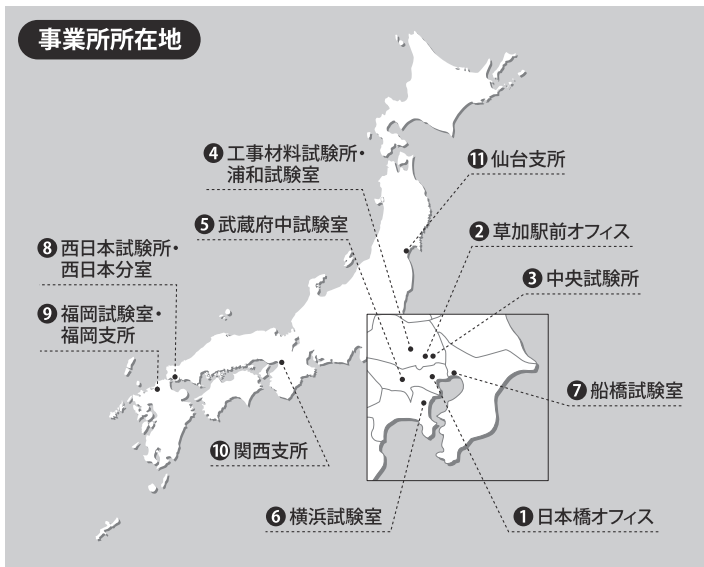 事業所所在地
❹工事材料試験所・
浦和試験室
⓫仙台支所
❺武蔵府中試験室
❷草加駅前オフィス
❽西日本試験所・
西日本分室
❸中央試験所
❾福岡試験室・
福岡支所
❼船橋試験室
❿関西支所
❻横浜試験室
❶日本橋オフィス